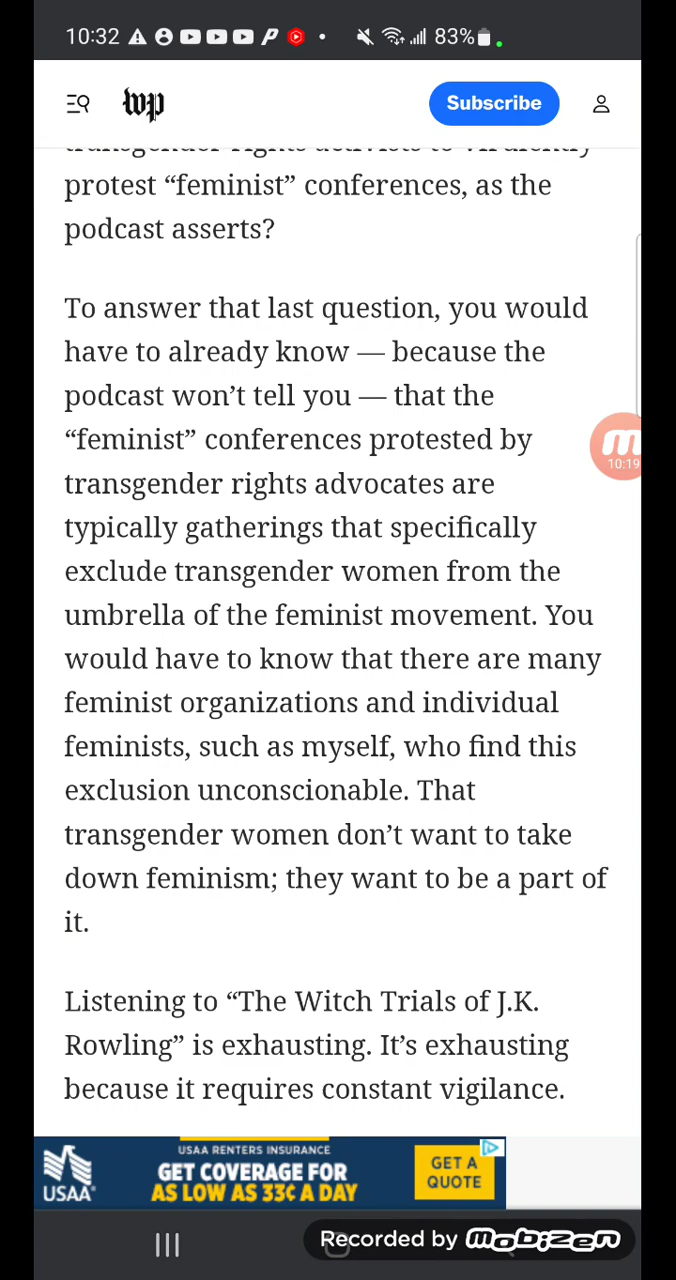 10:32
83%
wp
Subscribe
transgender rights activists to virulently
protest “feminist” conferences, as the
podcast asserts?
To answer that last question, you would
have to already know — because the
podcast won’t tell you — that the
“feminist” conferences protested by
transgender rights advocates are
typically gatherings that specifically
exclude transgender women from the
umbrella of the feminist movement. You
would have to know that there are many
feminist organizations and individual
feminists, such as myself, who find this
exclusion unconscionable. That
transgender women don’t want to take
down feminism; they want to be a part of
it.
Listening to “The Witch Trials of J.K.
Rowling” is exhausting. It’s exhausting
because it requires constant vigilance.
m
10:19
USAA®
USAA RENTERS INSURANCE
GET COVERAGE FOR
AS LOW AS 33¢ A DAY
GET A
QUOTE
Recorded by mobizen